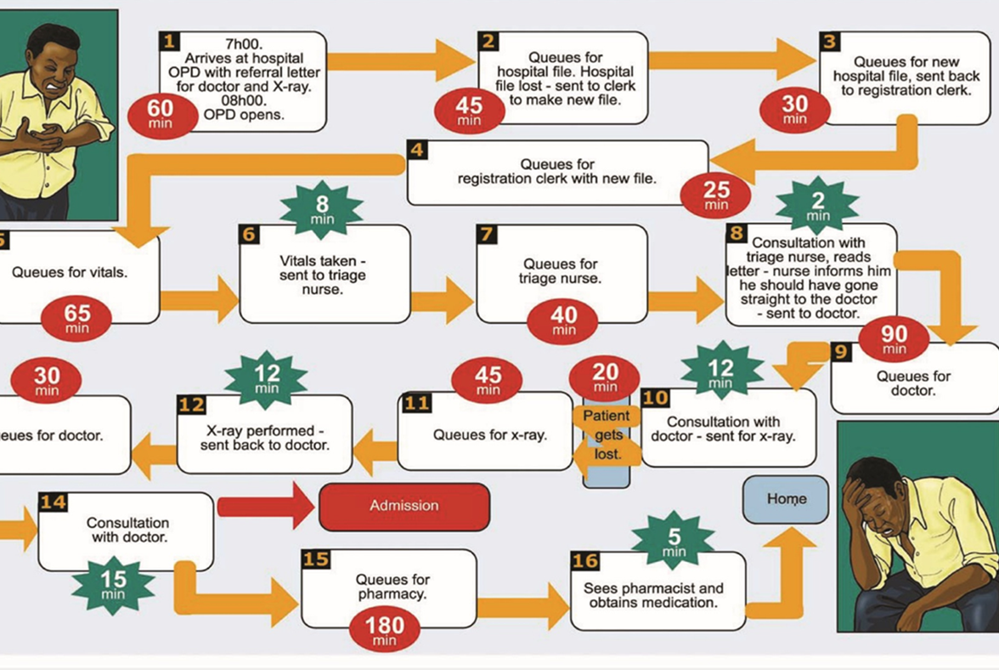 1
7h00.
Arrives at hospital
OPD with referral letter
for doctor and X-ray.
08h00.
OPD opens.
60
min
2
Queues for
hospital file. Hospital
file lost - sent to clerk
to make new file.
45
min
3
Queues for new
hospital file, sent back
to registration clerk.
30
min
4
Queues for
registration clerk with new file.
25
min
Queues for vitals.
65
min
6
Vitals taken -
sent to triage
nurse.
8
min
7
Queues for
triage nurse.
40
min
8
Consultation with
triage nurse, reads
letter - nurse informs him
he should have gone
straight to the doctor
- sent to doctor.
2
min
9
Queues for
doctor.
90
min
10
Consultation with
doctor - sent for x-ray.
12
min
20
min
Patient
gets
lost.
11
Queues for x-ray.
45
min
12
X-ray performed -
sent back to doctor.
12
min
eues for doctor.
30
min
14
Consultation
with doctor.
15
min
Admission
15
Queues for
pharmacy.
180
min
16
Sees pharmacist and
obtains medication.
5
min
Home